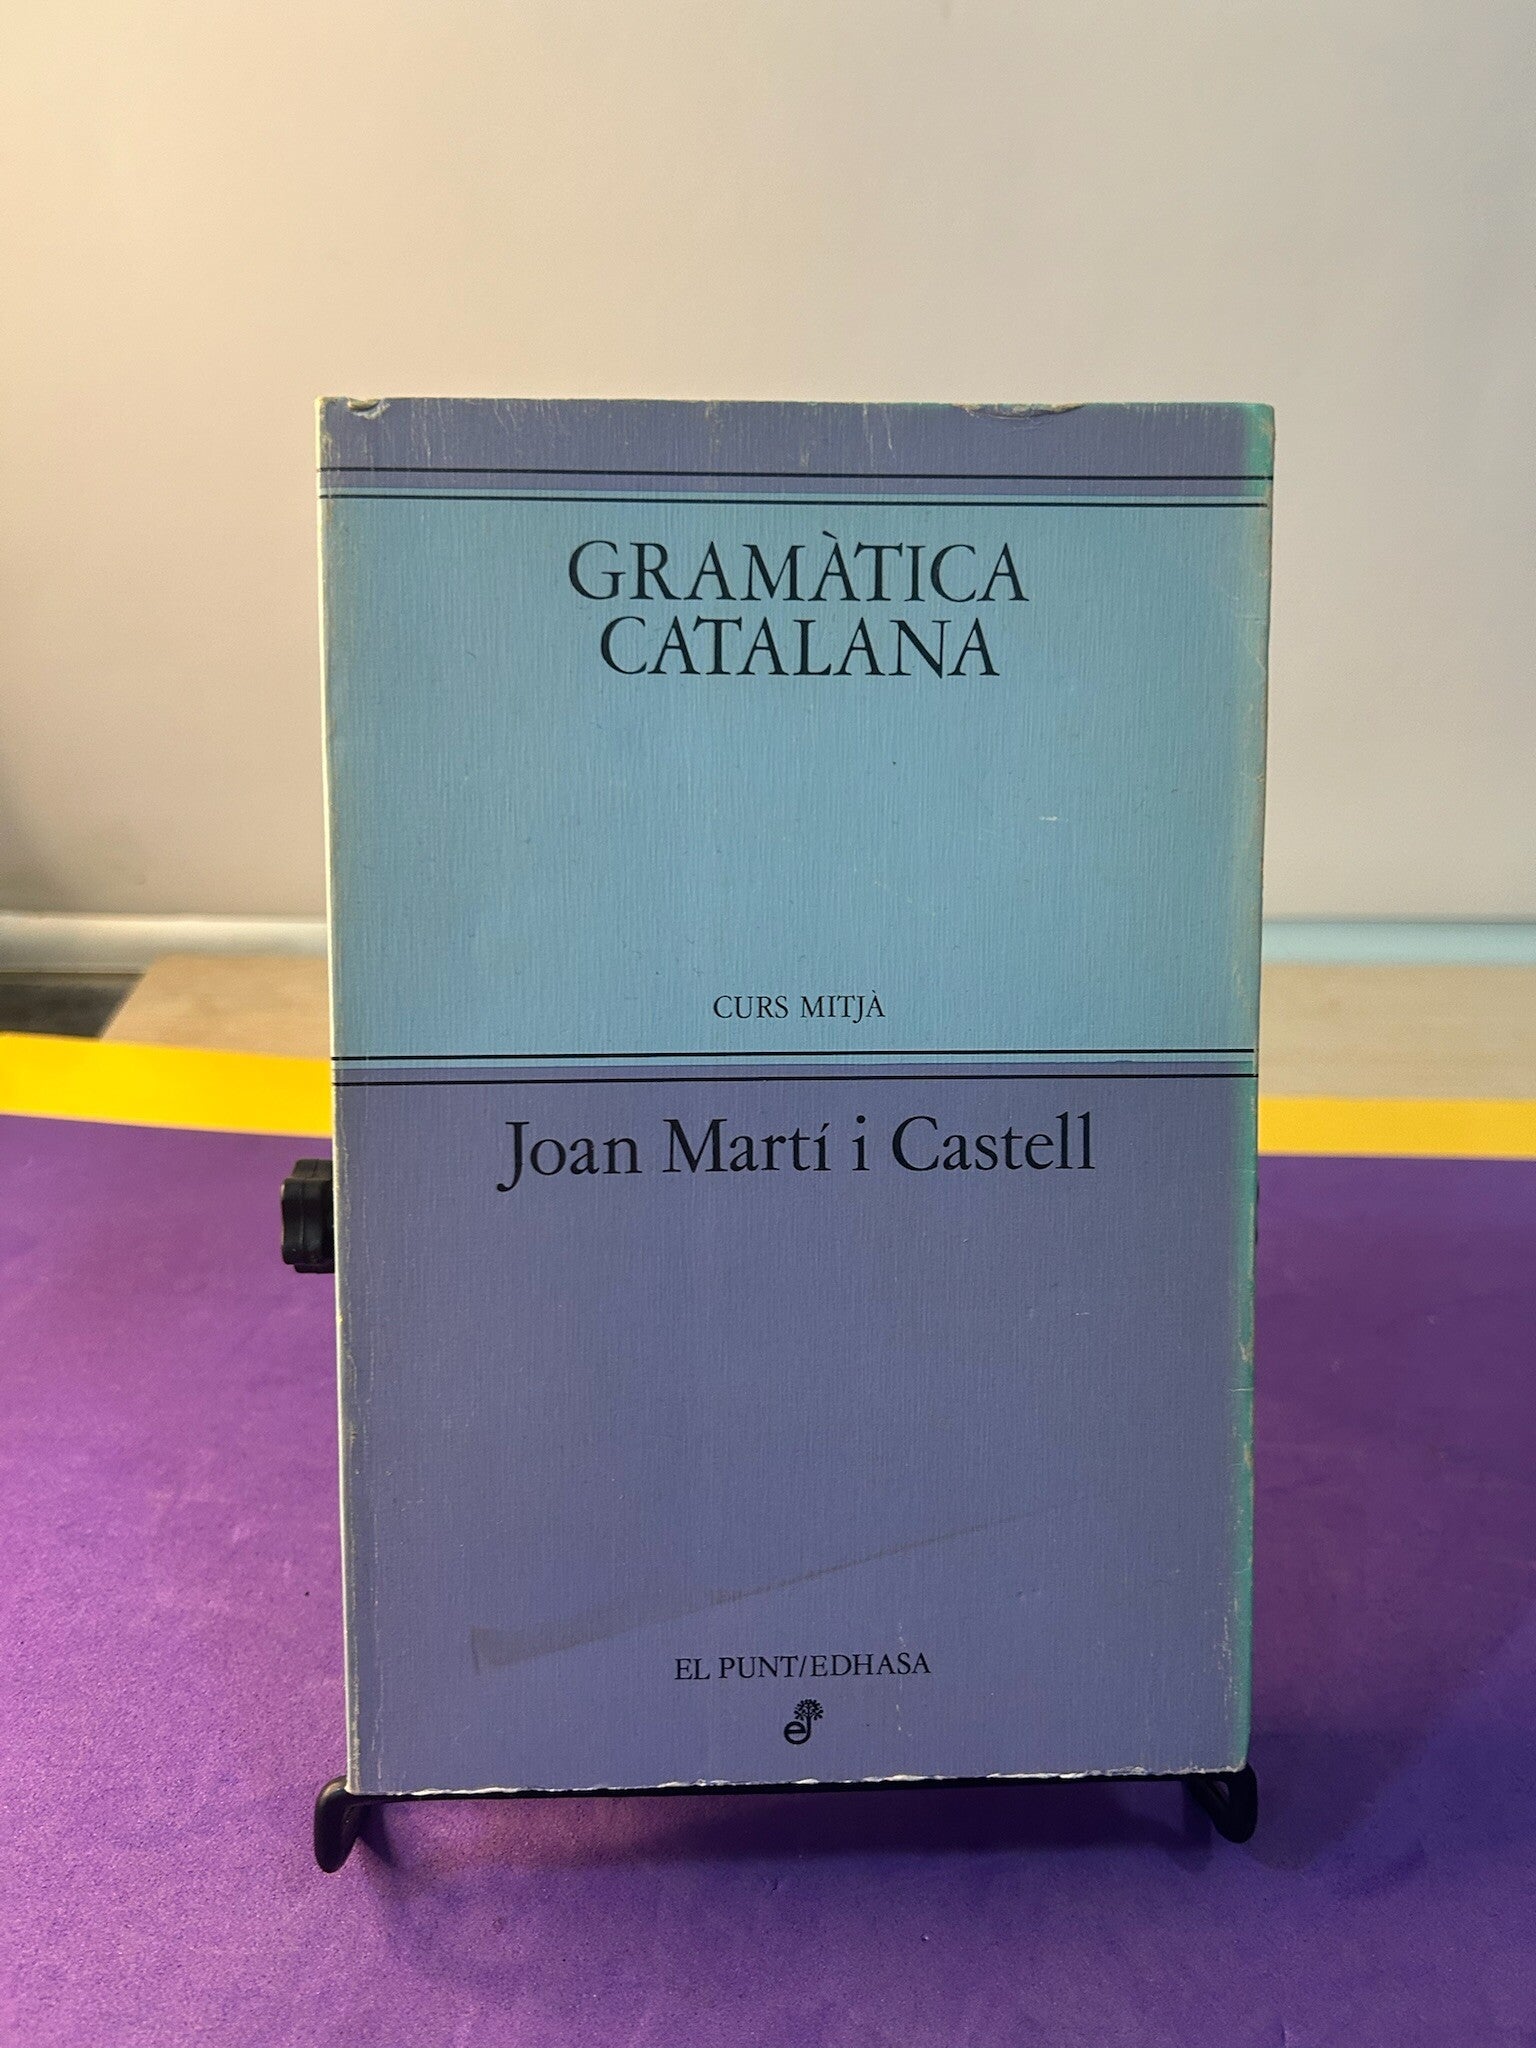 GRAMÀTICA
CATALANA
CURS MITJÀ
Joan Martí i Castell
EL PUNT/EDHASA